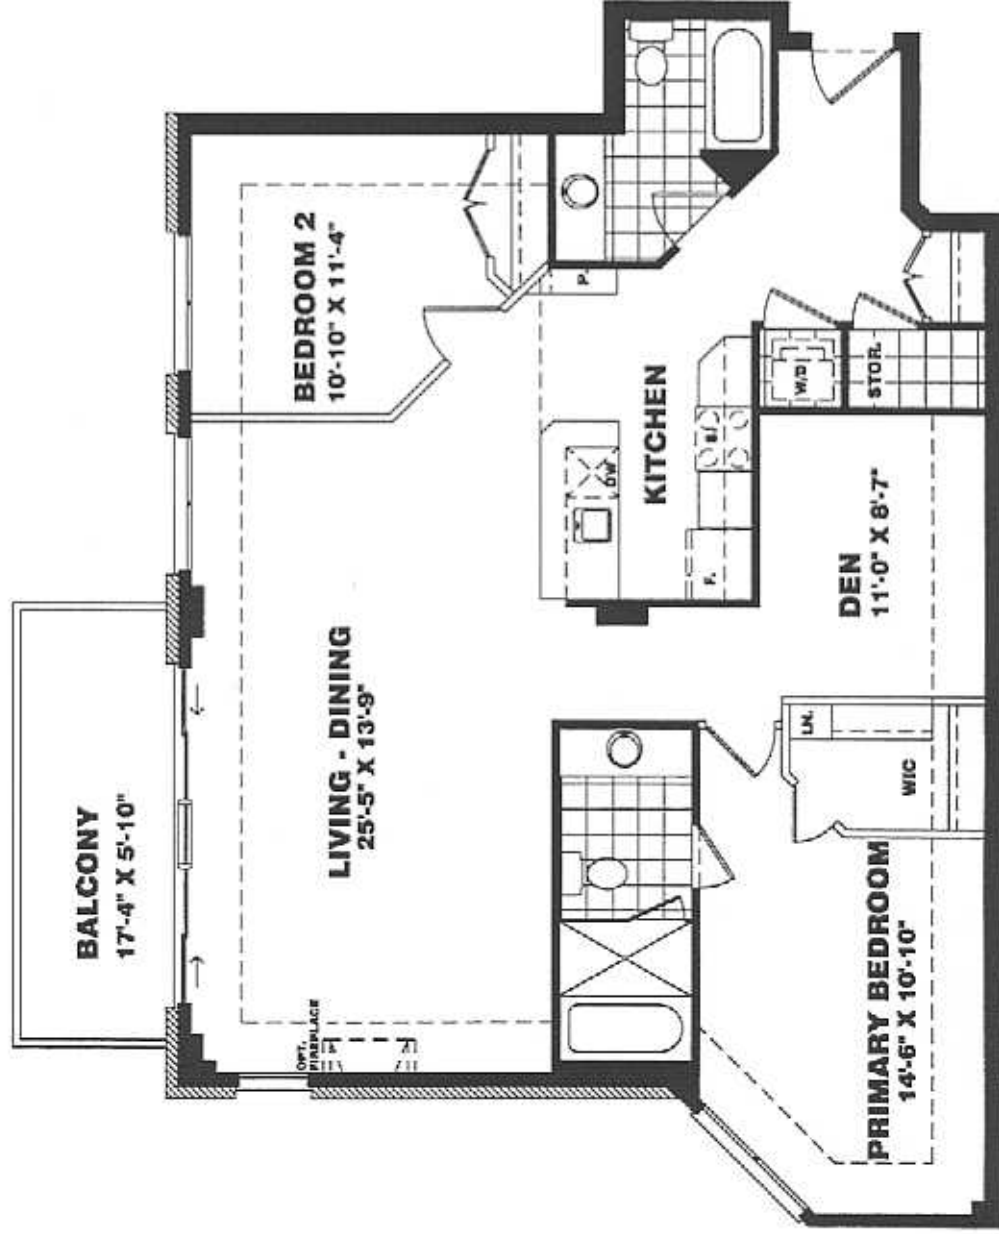 BALCONY
17'-4" X 5'-10"
LIVING - DINING
25'-5" X 13'-9"
OPT.
FIREPLACE
BEDROOM 2
10'-10" X 11'-4"
P.
KITCHEN
DW
F.
S/
W/D
STOR.
DEN
11'-0" X 8'-7"
LN.
WIC
PRIMARY BEDROOM
14'-6" X 10'-10"